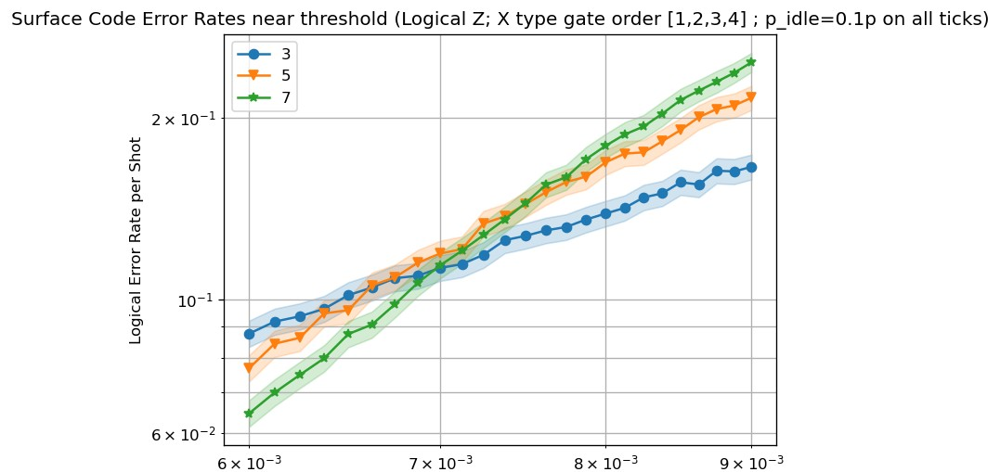 Surface Code Error Rates near threshold (Logical Z; X type gate order [1,2,3,4] ; p_idle=0.1p on all ticks)
3
5
7
2 × 10⁻¹
10⁻¹
6 × 10⁻²
Logical Error Rate per Shot
6 × 10⁻³ 7 × 10⁻³ 8 × 10⁻³ 9 × 10⁻³